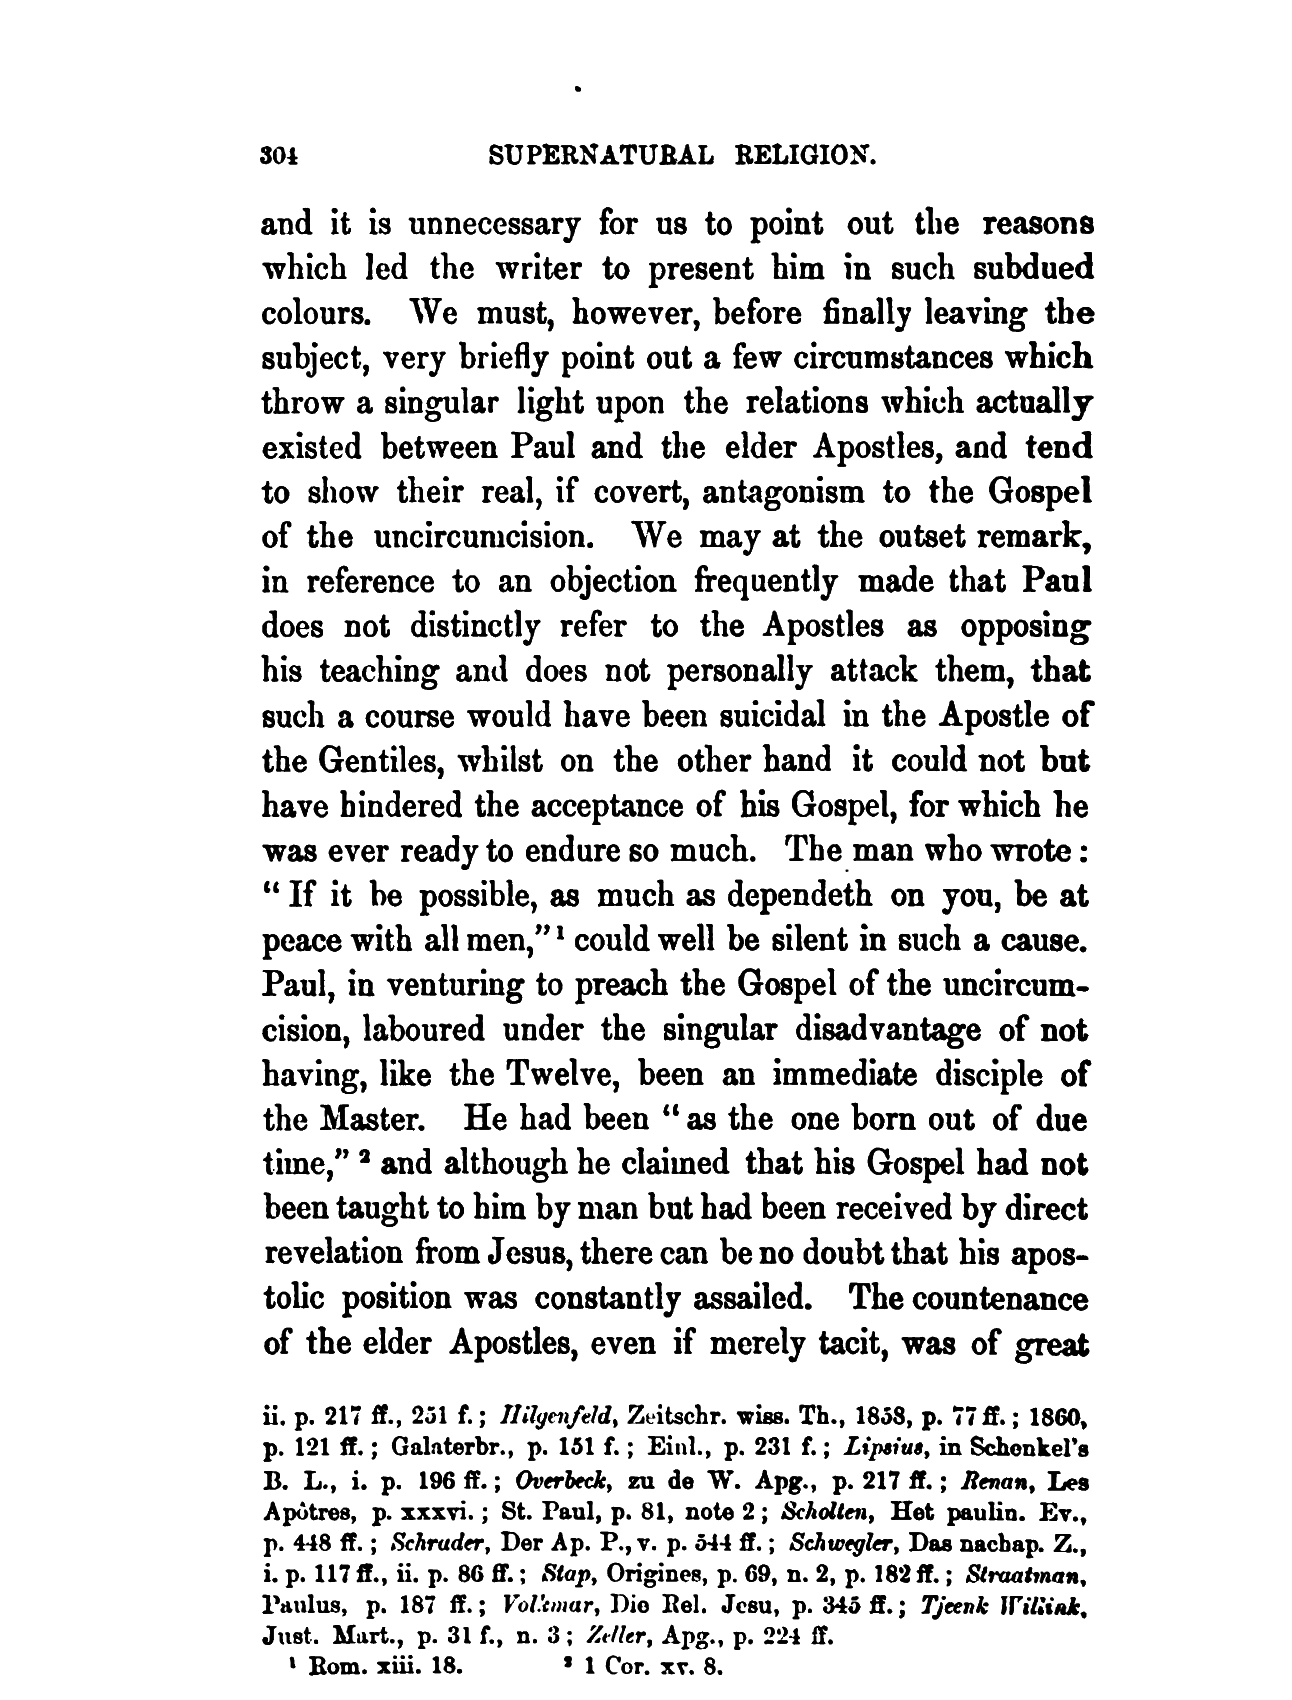 304 SUPERNATURAL RELIGION.
and it is unnecessary for us to point out the reasons
which led the writer to present him in such subdued
colours. We must, however, before finally leaving the
subject, very briefly point out a few circumstances which
throw a singular light upon the relations which actually
existed between Paul and the elder Apostles, and tend
to show their real, if covert, antagonism to the Gospel
of the uncircumcision. We may at the outset remark,
in reference to an objection frequently made that Paul
does not distinctly refer to the Apostles as opposing
his teaching and does not personally attack them, that
such a course would have been suicidal in the Apostle of
the Gentiles, whilst on the other hand it could not but
have hindered the acceptance of his Gospel, for which he
was ever ready to endure so much. The man who wrote :
“ If it be possible, as much as dependeth on you, be at
peace with all men,” ¹ could well be silent in such a cause.
Paul, in venturing to preach the Gospel of the uncircum-
cision, laboured under the singular disadvantage of not
having, like the Twelve, been an immediate disciple of
the Master. He had been “ as the one born out of due
time,” ² and although he claimed that his Gospel had not
been taught to him by man but had been received by direct
revelation from Jesus, there can be no doubt that his apos-
tolic position was constantly assailed. The countenance
of the elder Apostles, even if merely tacit, was of great
ii. p. 217 ff., 251 f. ; Hilgenfeld, Zeitschr. wiss. Th., 1858, p. 77 ff. ; 1860,
p. 121 ff. ; Galaterbr., p. 151 f. ; Einl., p. 231 f. ; Lipsius, in Schenkel's
B. L., i. p. 196 ff. ; Overbeck, zu de W. Apg., p. 217 ff. ; Renan, Les
Apôtres, p. xxxvi. ; St. Paul, p. 81, note 2 ; Scholten, Het paulin. Ev.,
p. 448 ff. ; Schrader, Der Ap. P., v. p. 544 ff. ; Schwegler, Das nachap. Z.,
i. p. 117 ff., ii. p. 86 ff. ; Stap, Origines, p. 69, n. 2, p. 182 ff. ; Straatman,
Paulus, p. 187 ff. ; Volkmar, Die Rel. Jesu, p. 345 ff. ; Tjeenk Willink,
Just. Mart., p. 31 f., n. 3 ; Zeller, Apg., p. 224 ff.
¹ Rom. xiii. 18. ² 1 Cor. xv. 8.